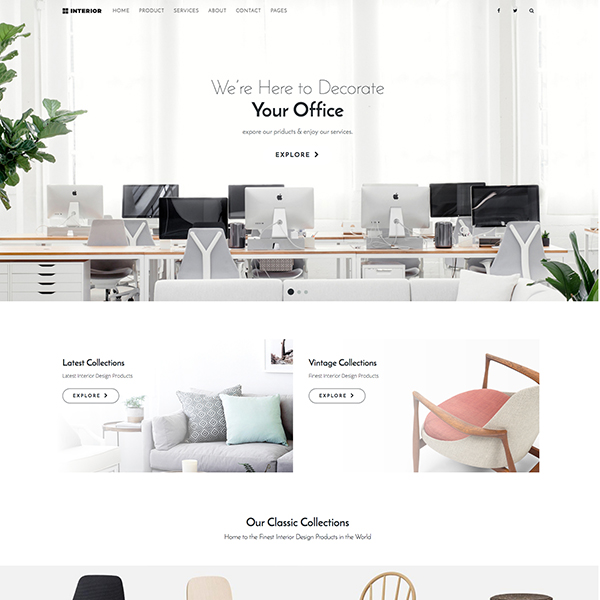 INTERIOR HOME PRODUCT SERVICES ABOUT CONTACT PAGES
We're Here to Decorate
Your Office
expore our priducts & enjoy our services.
EXPLORE
Latest Collections
Latest Interior Design Products
EXPLORE
Vintage Collections
Finest Interior Design Products
EXPLORE
Our Classic Collections
Home to the Finest Interior Design Products in the World